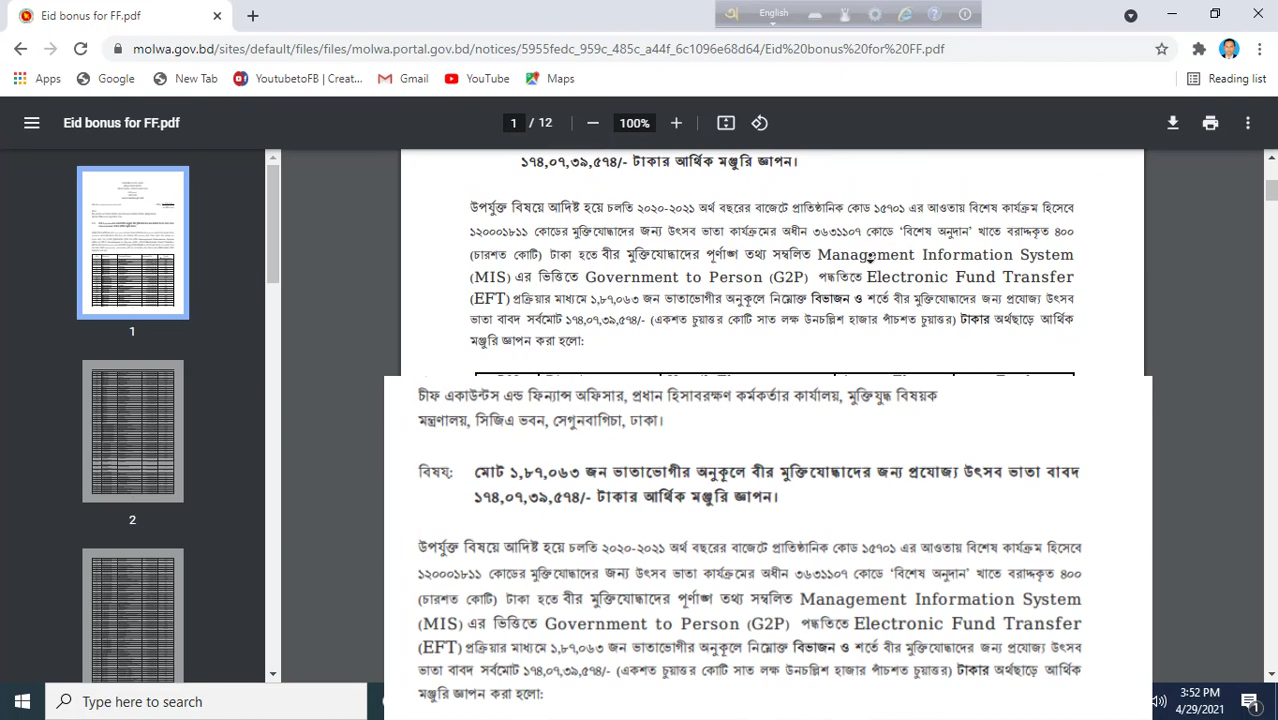 Eid bonus for FF.pdf
English
molwa.gov.bd/sites/default/files/files/molwa.portal.gov.bd/notices/5955fedc_959c_485c_a44f_6c1096e68d64/Eid%20bonus%20for%20FF.pdf
Apps Google New Tab YoutubetoFB | Creat... Gmail YouTube Maps Reading list
Eid bonus for FF.pdf 1 / 12 100%
১৭৪,০৭,৩৯,৫৭৪/- টাকার আর্থিক মঞ্জুরি জ্ঞাপন।
উপর্যুক্ত বিষয়ে আদিষ্ট হয়ে চলতি ২০২০-২০২১ অর্থ বছরের বাজেটে প্রাতিষ্ঠানিক কোড ১৫৭০১ এর আওতায় বিশেষ কার্যক্রম হিসেবে
১২০০০১৮১১ কোডের মুক্তিযোদ্ধাদের জন্য উৎসব ভাতা কার্যক্রমের অধীন ৩৬৩১১০৭ কোডে ‘বিশেষ অনুদান’ খাতে বরাদ্দকৃত ৪০০
(চারশত কোটি) টাকা হতে বীর মুক্তিযোদ্ধাদের পূর্ণাঙ্গ তথ্য সম্বলিত Management Information System
(MIS) এর ভিত্তিতে Government to Person (G2P) পদ্ধতিতে Electronic Fund Transfer
(EFT) প্রক্রিয়ার মাধ্যমে ১,৮৭,০৬৩ জন ভাতাভোগীর অনুকূলে নিম্নোক্ত বিভাজন ও শর্তে বীর মুক্তিযোদ্ধাদের জন্য প্রযোজ্য উৎসব
ভাতা বাবদ সর্বমোট ১৭৪,০৭,৩৯,৫৭৪/- (একশত চুয়াত্তর কোটি সাত লক্ষ উনচল্লিশ হাজার পাঁচশত চুয়াত্তর) টাকার অর্থছাড়ে আর্থিক
মঞ্জুরি জ্ঞাপন করা হলো:
চীফ একাউন্টস এন্ড ফিন্যান্স অফিসার, প্রধান হিসাবরক্ষণ কর্মকর্তার কার্যালয়, মুক্তিযুদ্ধ বিষয়ক
মন্ত্রণালয়, সিজিএ ভবন, সেগুনবাগিচা, ঢাকা।
বিষয়: মোট ১,৮৭,০৬৩ জন ভাতাভোগীর অনুকূলে বীর মুক্তিযোদ্ধাদের জন্য প্রযোজ্য উৎসব ভাতা বাবদ
১৭৪,০৭,৩৯,৫৭৪/- টাকার আর্থিক মঞ্জুরি জ্ঞাপন।
উপর্যুক্ত বিষয়ে আদিষ্ট হয়ে চলতি ২০২০-২০২১ অর্থ বছরের বাজেটে প্রাতিষ্ঠানিক কোড ১৫৭০১ এর আওতায় বিশেষ কার্যক্রম হিসেবে
১২০০০১৮১১ কোডের মুক্তিযোদ্ধাদের জন্য উৎসব ভাতা কার্যক্রমের অধীন ৩৬৩১১০৭ কোডে ‘বিশেষ অনুদান’ খাতে বরাদ্দকৃত ৪০০
(চারশত কোটি) টাকা হতে বীর মুক্তিযোদ্ধাদের পূর্ণাঙ্গ তথ্য সম্বলিত Management Information System
(MIS) এর ভিত্তিতে Government to Person (G2P) পদ্ধতিতে Electronic Fund Transfer
(EFT) প্রক্রিয়ার মাধ্যমে ১,৮৭,০৬৩ জন ভাতাভোগীর অনুকূলে নিম্নোক্ত বিভাজন ও শর্তে বীর মুক্তিযোদ্ধাদের জন্য প্রযোজ্য উৎসব
ভাতা বাবদ সর্বমোট ১৭৪,০৭,৩৯,৫৭৪/- (একশত চুয়াত্তর কোটি সাত লক্ষ উনচল্লিশ হাজার পাঁচশত চুয়াত্তর) টাকার অর্থছাড়ে আর্থিক
মঞ্জুরি জ্ঞাপন করা হলো:
1
2
Type here to search
3:52 PM
4/29/2021